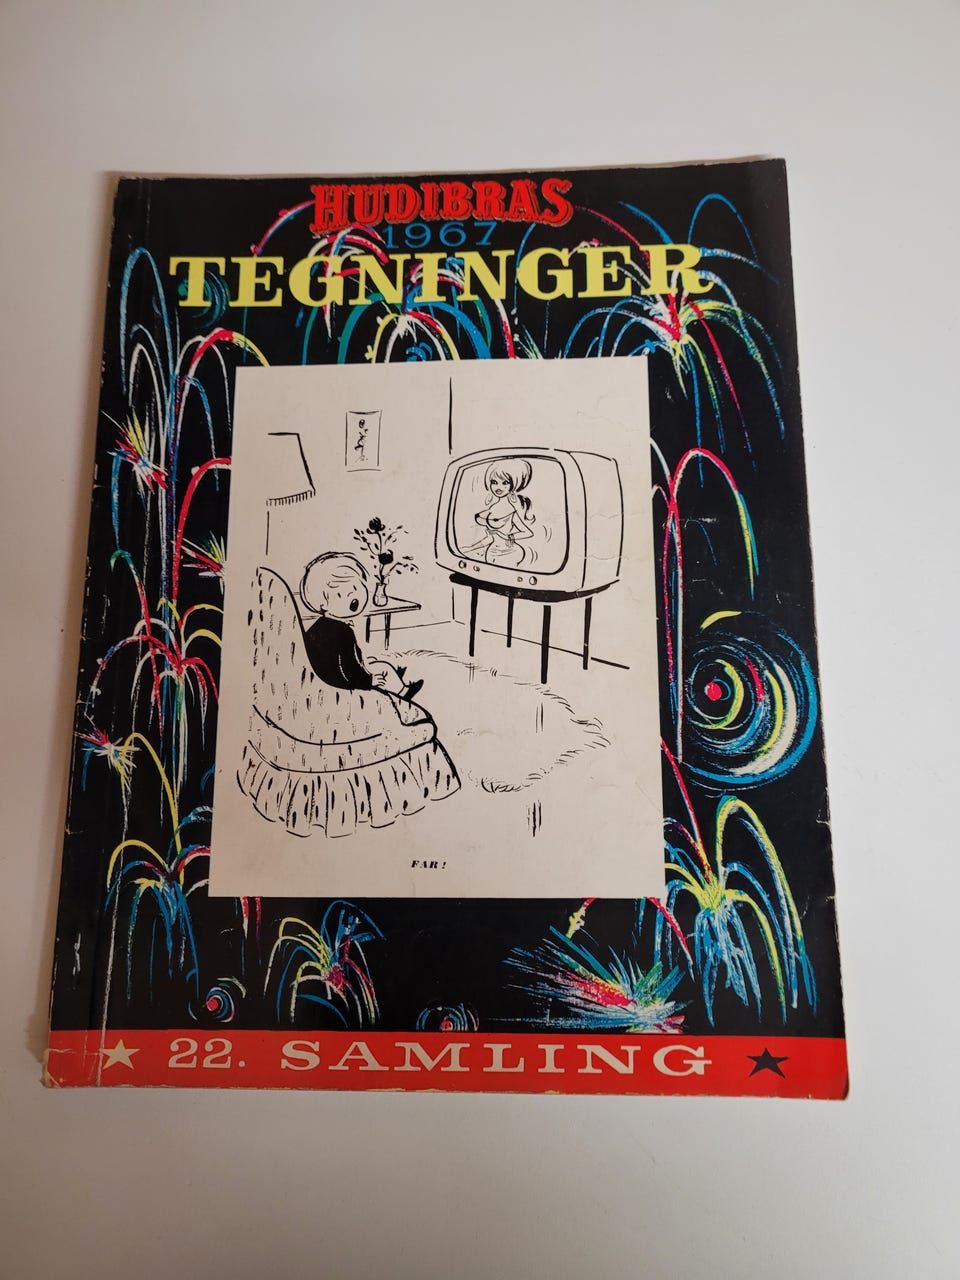 HUDIBRAS
1967
TEGNINGER
FAR!
22. SAMLING